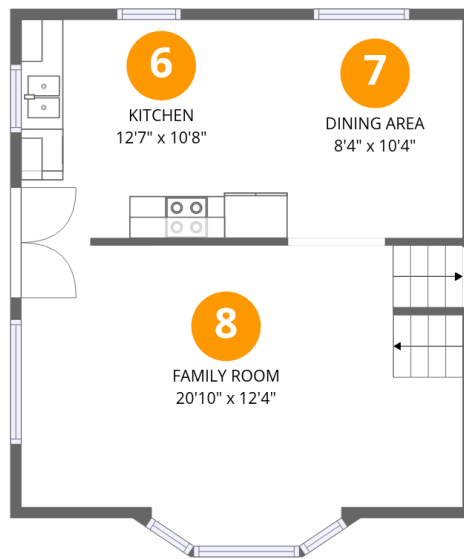 6
KITCHEN
12'7" x 10'8"
7
DINING AREA
8'4" x 10'4"
8
FAMILY ROOM
20'10" x 12'4"